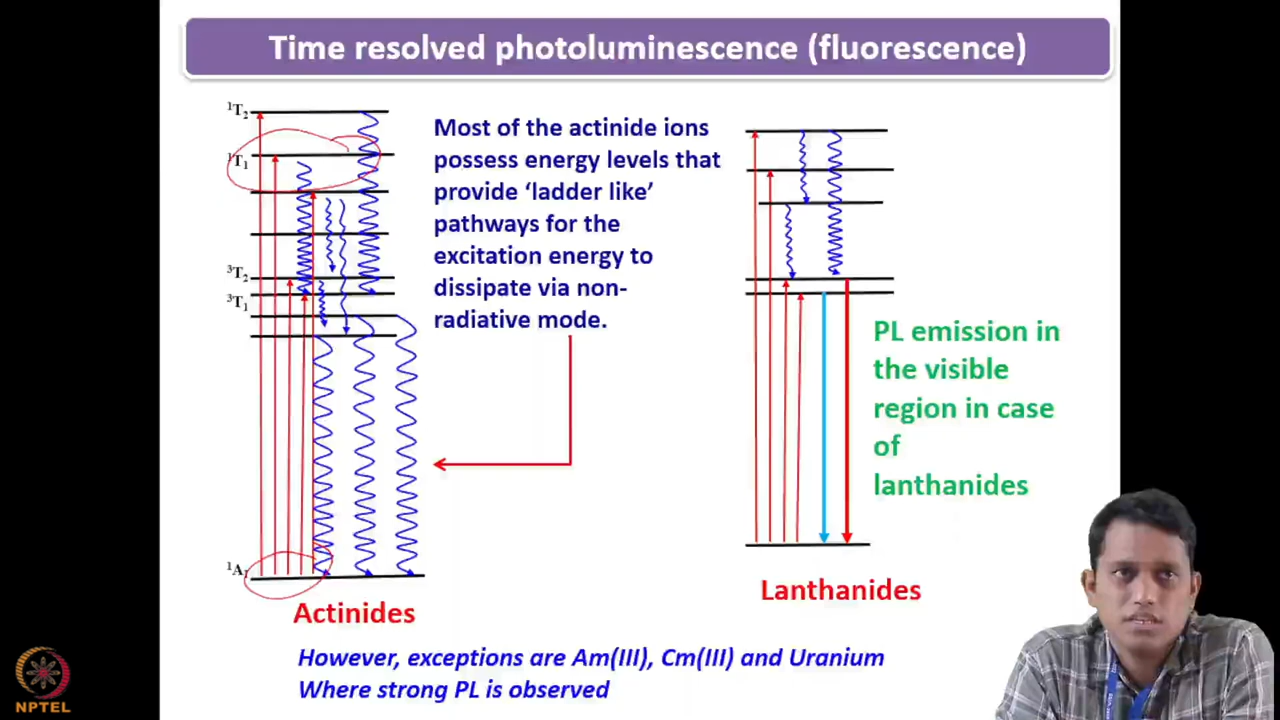 Time resolved photoluminescence (fluorescence)
¹T₂
¹T₁
³T₂
³T₁
¹A₁
Most of the actinide ions
possess energy levels that
provide ‘ladder like’
pathways for the
excitation energy to
dissipate via non-
radiative mode.
PL emission in
the visible
region in case
of
lanthanides
Actinides
Lanthanides
However, exceptions are Am(III), Cm(III) and Uranium
Where strong PL is observed
NPTEL